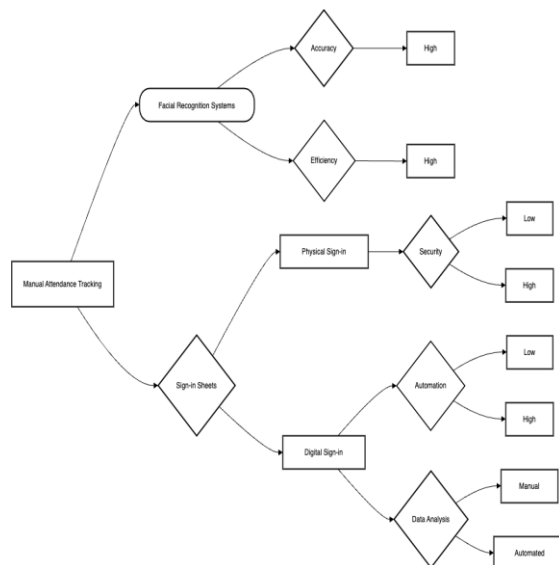 Accuracy
High
Facial Recognition Systems
Efficiency
High
Low
Physical Sign-in
Security
Manual Attendance Tracking
High
Low
Sign-in Sheets
Automation
High
Digital Sign-in
Manual
Data Analysis
Automated